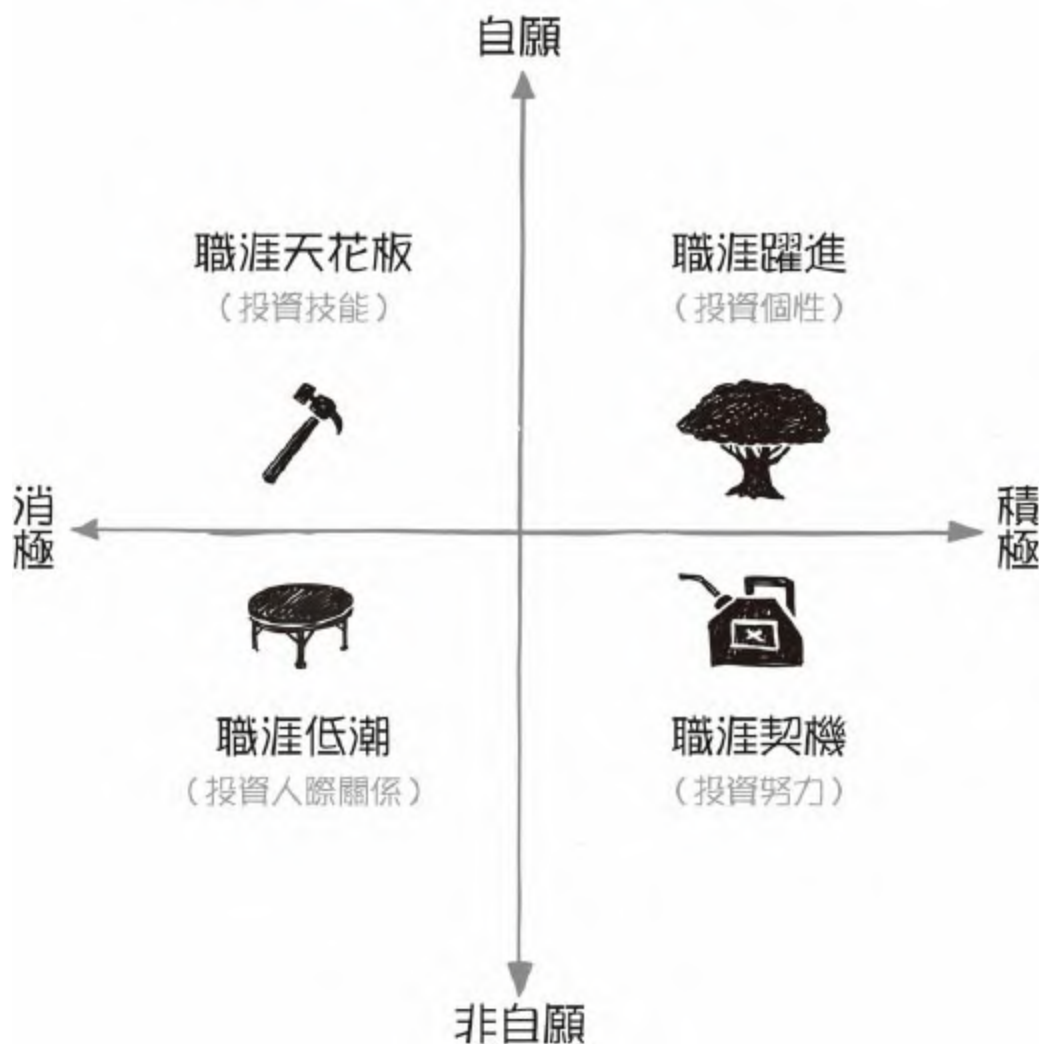 自願
職涯天花板
（投資技能）
職涯躍進
（投資個性）
消極
積極
職涯低潮
（投資人際關係）
職涯契機
（投資努力）
非自願